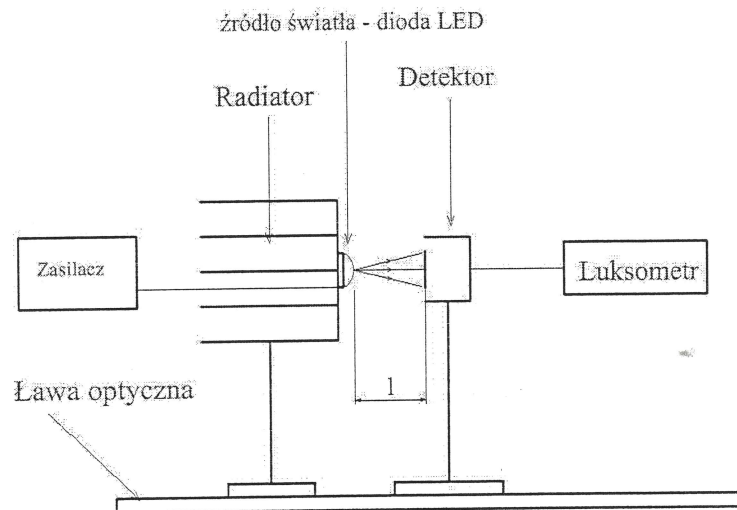 źródło światła - dioda LED
Radiator
Detektor
Zasilacz
Luksometr
l
Ława optyczna